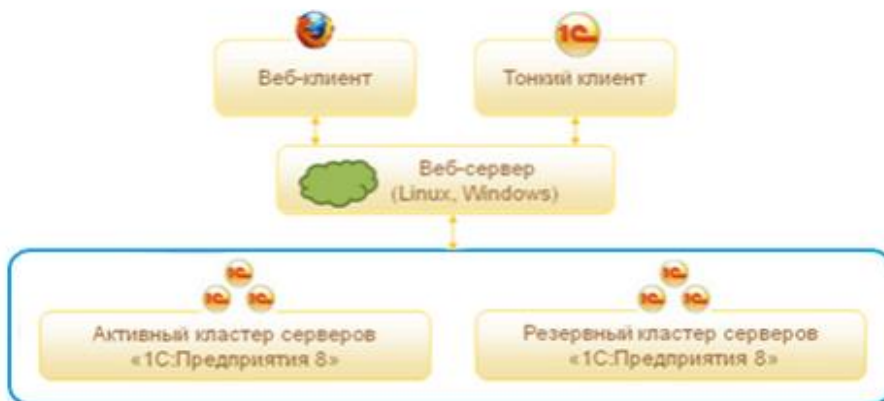 1С
Веб-клиент
Тонкий клиент
Веб-сервер
(Linux, Windows)
1С
1С 1С
1С
1С 1С
Активный кластер серверов
«1С:Предприятия 8»
Резервный кластер серверов
«1С:Предприятия 8»